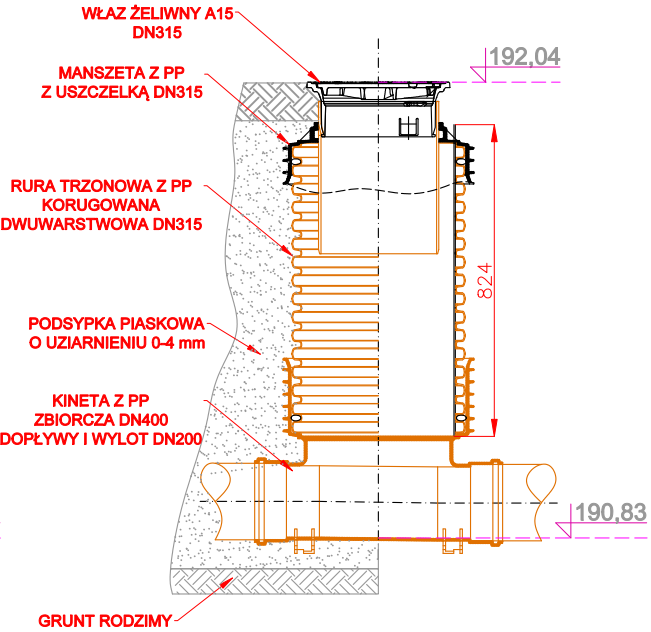 WŁAZ ŻELIWNY A15
DN315
192,04
MANSZETA Z PP
Z USZCZELKĄ DN315
RURA TRZONOWA Z PP
KORUGOWANA
DWUWARSTWOWA DN315
824
PODSYPKA PIASKOWA
O UZIARNIENIU 0-4 mm
KINETA Z PP
ZBIORCZA DN400
DOPŁYWY I WYLOT DN200
190,83
GRUNT RODZIMY